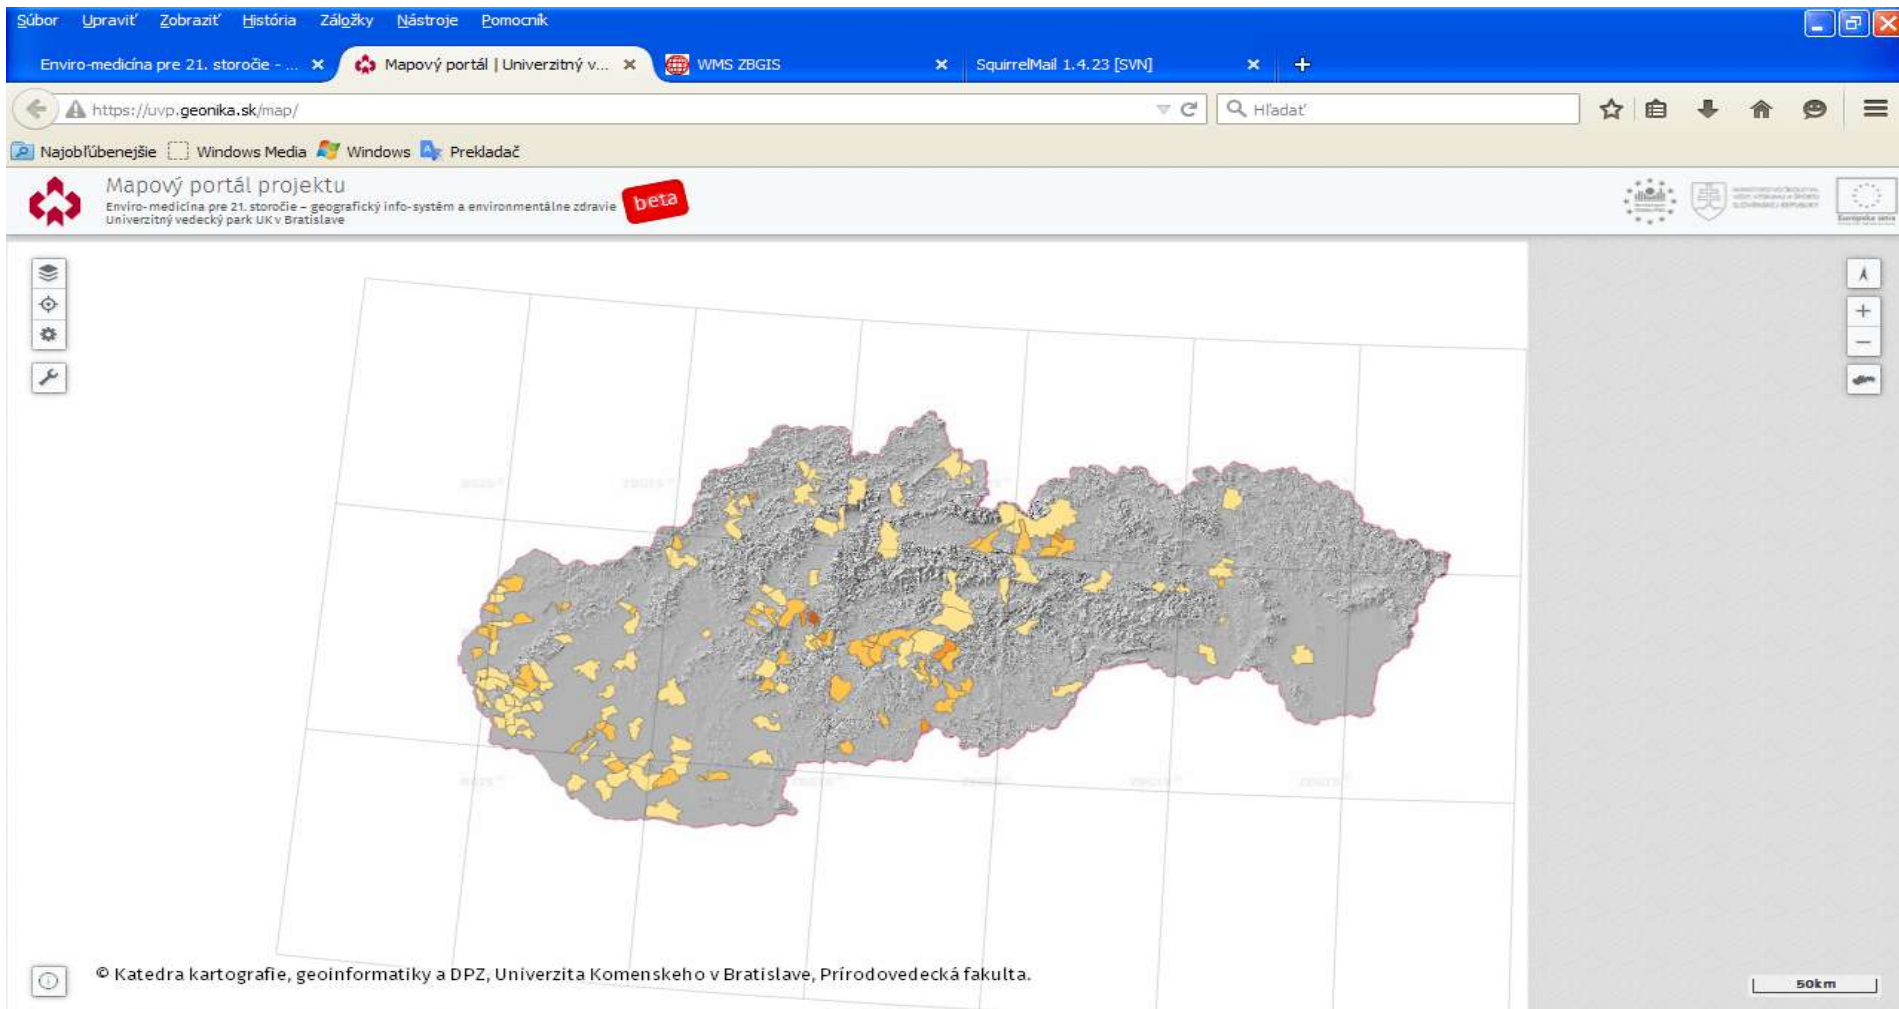 Súbor Upraviť Zobraziť História Záložky Nástroje Pomocník
Enviro-medicína pre 21. storočie - ... Mapový portál | Univerzitný v... WMS ZBGIS SquirrelMail 1.4.23 [SVN]
https://uvp.geonika.sk/map/ Hľadať
Najobľúbenejšie Windows Media Windows Prekladač
Mapový portál projektu
Enviro-medicína pre 21. storočie – geografický info-systém a environmentálne zdravie
Univerzitný vedecký park UK v Bratislave
beta
Európska únia
© Katedra kartografie, geoinformatiky a DPZ, Univerzita Komenskeho v Bratislave, Prírodovedecká fakulta.
50km